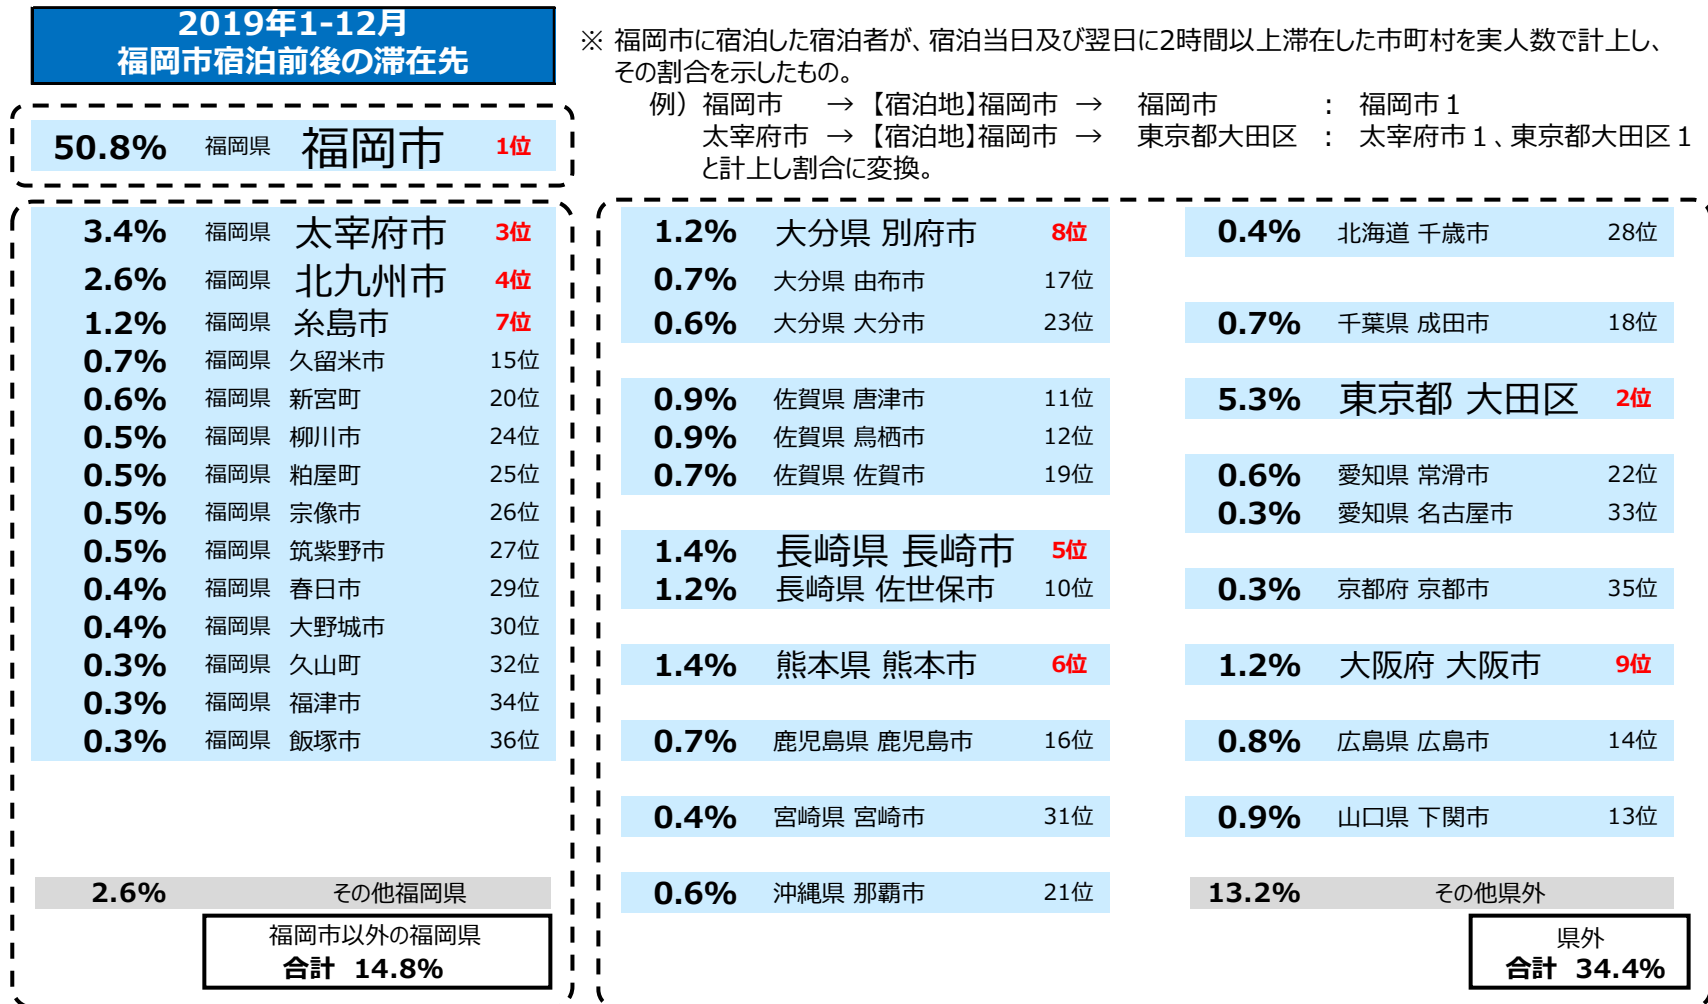 2019年1-12月
福岡市宿泊前後の滞在先
※ 福岡市に宿泊した宿泊者が、宿泊当日及び翌日に2時間以上滞在した市町村を実人数で計上し、
その割合を示したもの。
例）福岡市 → 【宿泊地】福岡市 → 福岡市 ： 福岡市１
太宰府市 → 【宿泊地】福岡市 → 東京都大田区 ： 太宰府市１、東京都大田区１
と計上し割合に変換。
50.8% 福岡県 福岡市 1位
3.4% 福岡県 太宰府市 3位
2.6% 福岡県 北九州市 4位
1.2% 福岡県 糸島市 7位
0.7% 福岡県 久留米市 15位
0.6% 福岡県 新宮町 20位
0.5% 福岡県 柳川市 24位
0.5% 福岡県 粕屋町 25位
0.5% 福岡県 宗像市 26位
0.5% 福岡県 筑紫野市 27位
0.4% 福岡県 春日市 29位
0.4% 福岡県 大野城市 30位
0.3% 福岡県 久山町 32位
0.3% 福岡県 福津市 34位
0.3% 福岡県 飯塚市 36位
2.6% その他福岡県
福岡市以外の福岡県
合計 14.8%
1.2% 大分県 別府市 8位
0.7% 大分県 由布市 17位
0.6% 大分県 大分市 23位
0.9% 佐賀県 唐津市 11位
0.9% 佐賀県 鳥栖市 12位
0.7% 佐賀県 佐賀市 19位
1.4% 長崎県 長崎市 5位
1.2% 長崎県 佐世保市 10位
1.4% 熊本県 熊本市 6位
0.7% 鹿児島県 鹿児島市 16位
0.4% 宮崎県 宮崎市 31位
0.6% 沖縄県 那覇市 21位
0.4% 北海道 千歳市 28位
0.7% 千葉県 成田市 18位
5.3% 東京都 大田区 2位
0.6% 愛知県 常滑市 22位
0.3% 愛知県 名古屋市 33位
0.3% 京都府 京都市 35位
1.2% 大阪府 大阪市 9位
0.8% 広島県 広島市 14位
0.9% 山口県 下関市 13位
13.2% その他県外
県外
合計 34.4%